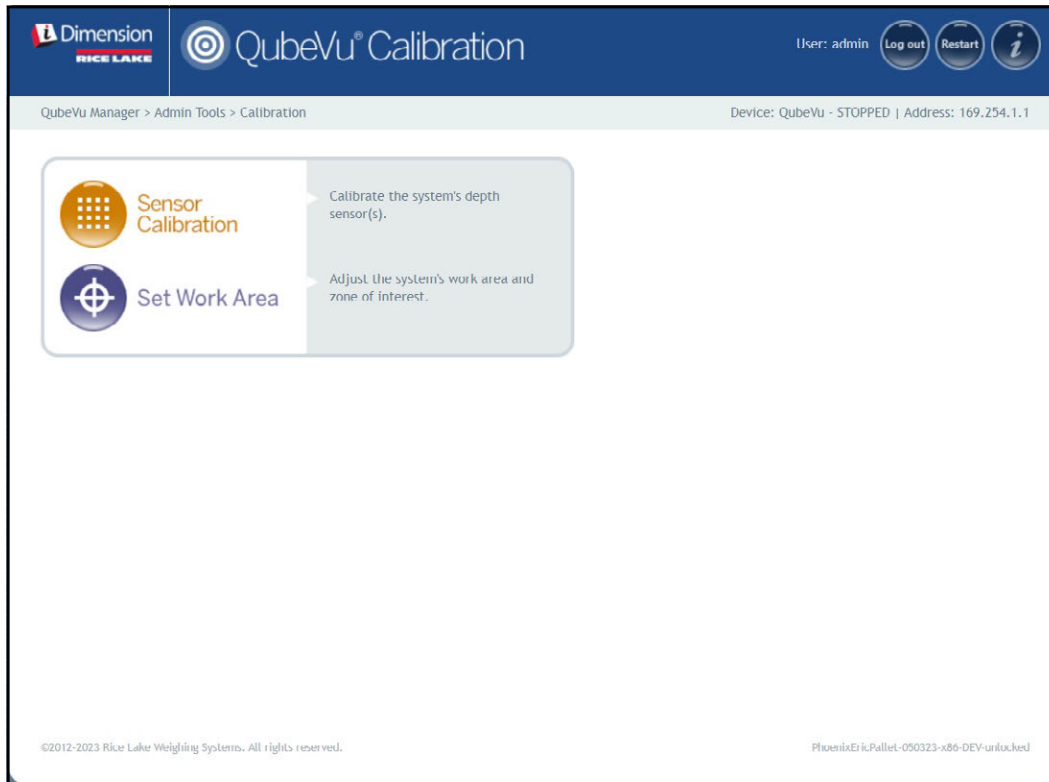 iDimension
RICE LAKE
QubeVu® Calibration
User: admin
Log out
Restart
i
QubeVu Manager > Admin Tools > Calibration
Device: QubeVu - STOPPED | Address: 169.254.1.1
Sensor
Calibration
Calibrate the system's depth
sensor(s).
Set Work Area
Adjust the system's work area and
zone of interest.
©2012-2023 Rice Lake Weighing Systems. All rights reserved.
PhoenixEricPallet-050323-x86-DEV-unlocked